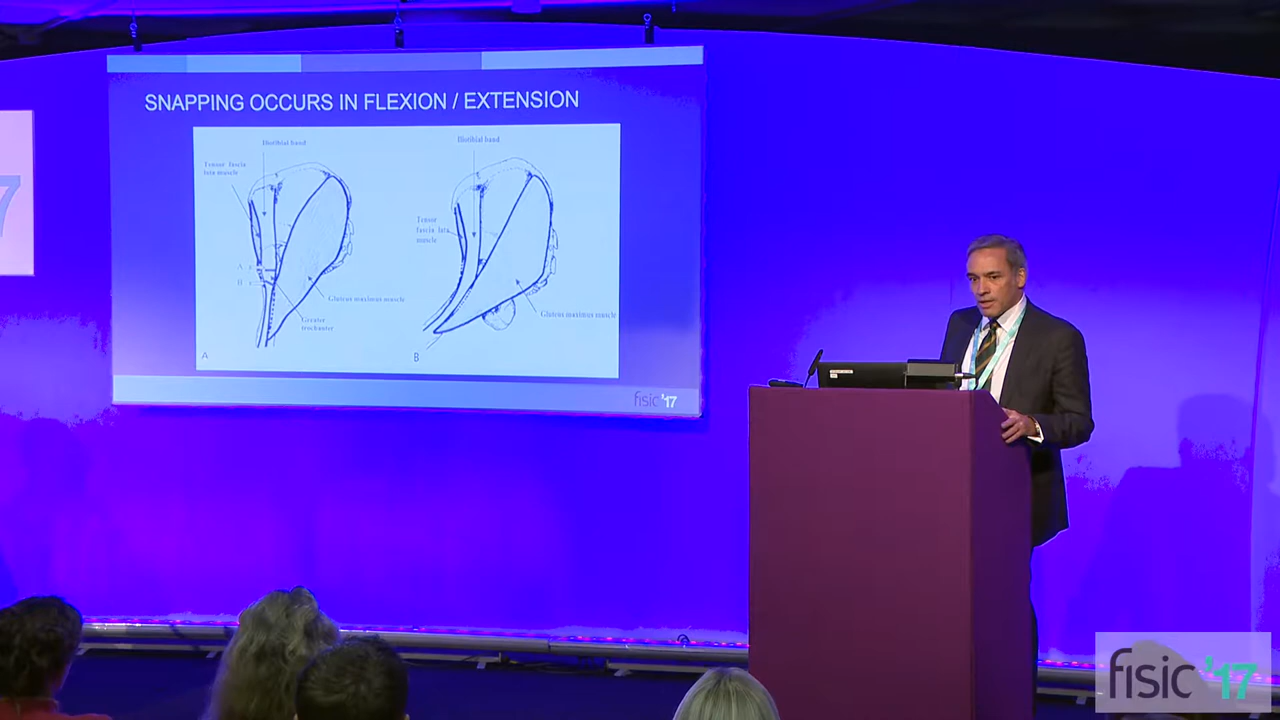 SNAPPING OCCURS IN FLEXION / EXTENSION
Iliotibial band
Tensor fascia
lata muscle
A
B
Gluteus maximus muscle
Greater
trochanter
A
Iliotibial band
Tensor
fascia lata
muscle
Gluteus maximus muscle
B
fisic '17
7
fisic '17